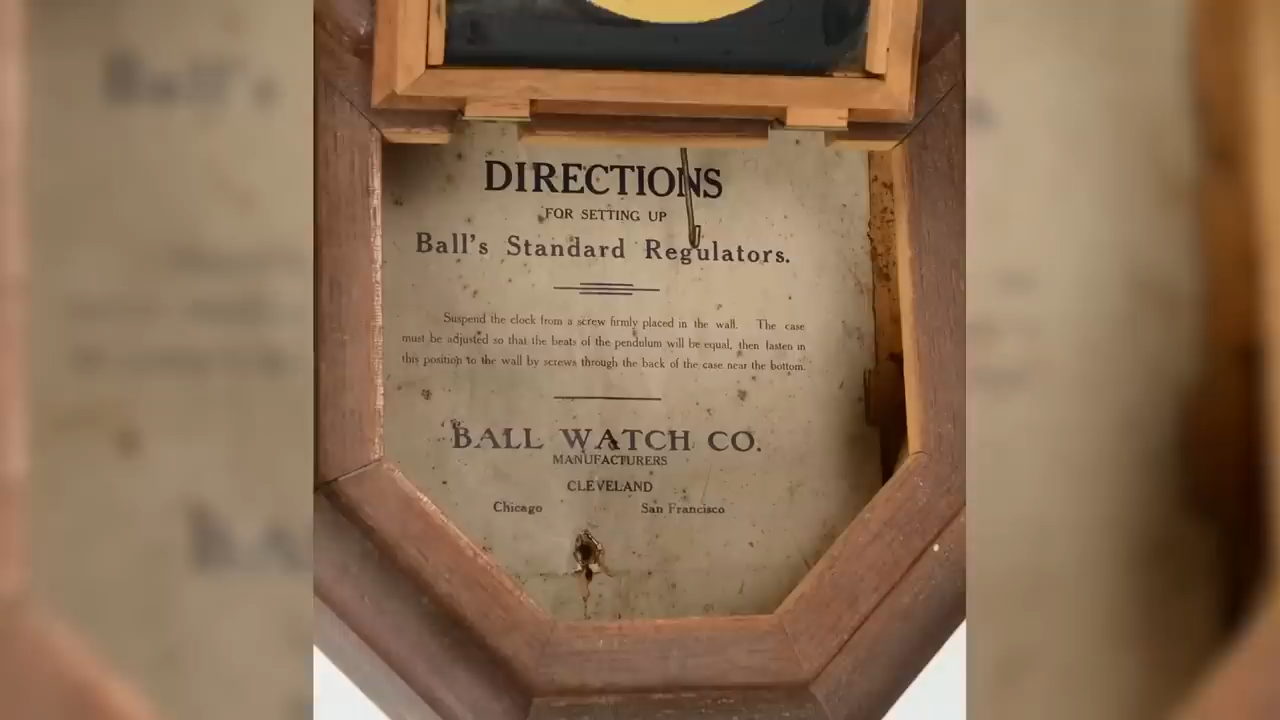 DIRECTIONS
FOR SETTING UP
Ball's Standard Regulators.
Suspend the clock from a screw firmly placed in the wall. The case
must be adjusted so that the beats of the pendulum will be equal, then fasten in
this position to the wall by screws through the back of the case near the bottom.
BALL WATCH CO.
MANUFACTURERS
CLEVELAND
Chicago San Francisco